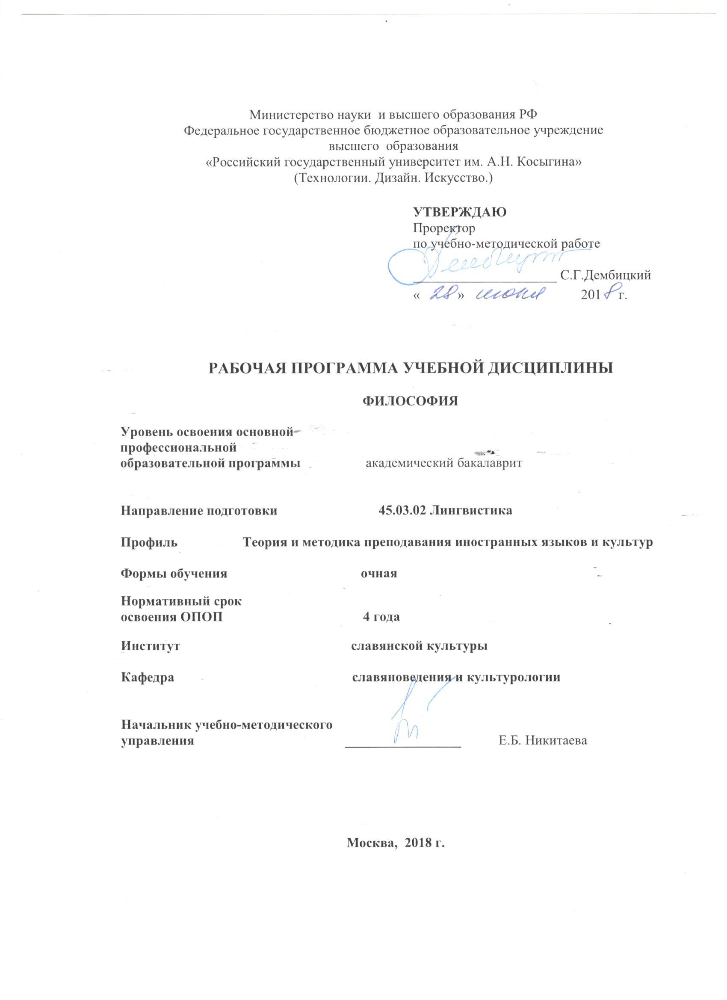 Министерство науки  и высшего образования РФ
Федеральное государственное бюджетное образовательное учреждение
высшего  образования
«Российский государственный университет им. А.Н. Косыгина»
(Технологии. Дизайн. Искусство.)
УТВЕРЖДАЮ
Проректор
по учебно-методической работе
С.Г.Дембицкий
« 28 » июня 2018 г.
РАБОЧАЯ ПРОГРАММА УЧЕБНОЙ ДИСЦИПЛИНЫ
ФИЛОСОФИЯ
Уровень освоения основной
профессиональной
образовательной программы академический бакалаврит
Направление подготовки 45.03.02 Лингвистика
Профиль Теория и методика преподавания иностранных языков и культур
Формы обучения очная
Нормативный срок
освоения ОПОП 4 года
Институт славянской культуры
Кафедра славяноведения и культурологии
Начальник учебно-методического
управления Е.Б. Никитаева
Москва,  2018 г.